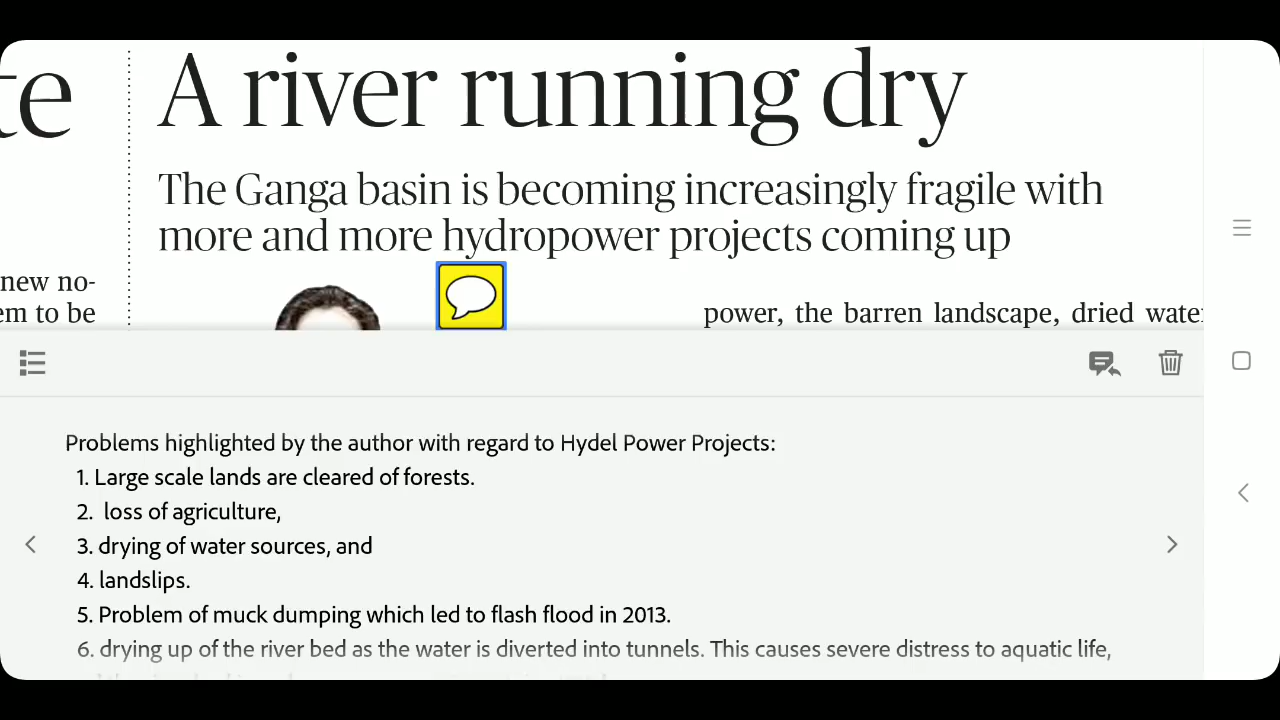 te
A river running dry
The Ganga basin is becoming increasingly fragile with
more and more hydropower projects coming up
new no-
em to be
power, the barren landscape, dried water
Problems highlighted by the author with regard to Hydel Power Projects:
1. Large scale lands are cleared of forests.
2. loss of agriculture,
3. drying of water sources, and
4. landslips.
5. Problem of muck dumping which led to flash flood in 2013.
6. drying up of the river bed as the water is diverted into tunnels. This causes severe distress to aquatic life,